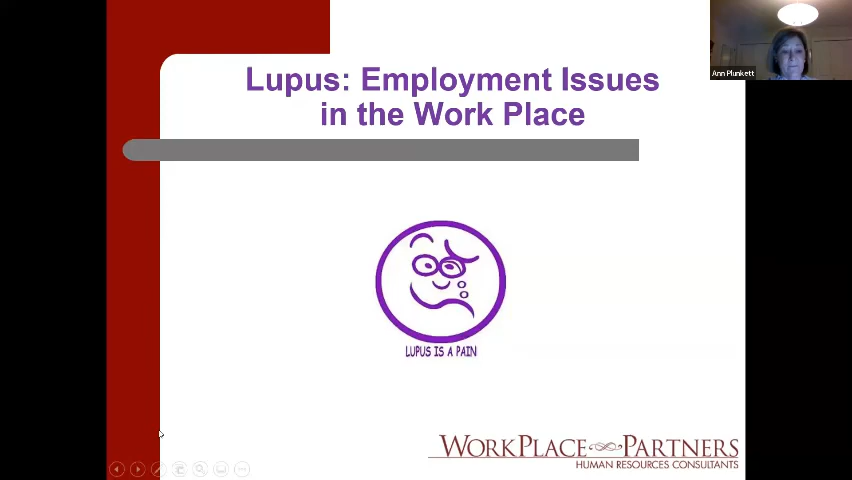 Lupus: Employment Issues
in the Work Place
Ann Plunkett
LUPUS IS A PAIN
WORKPLACE PARTNERS
HUMAN RESOURCES CONSULTANTS